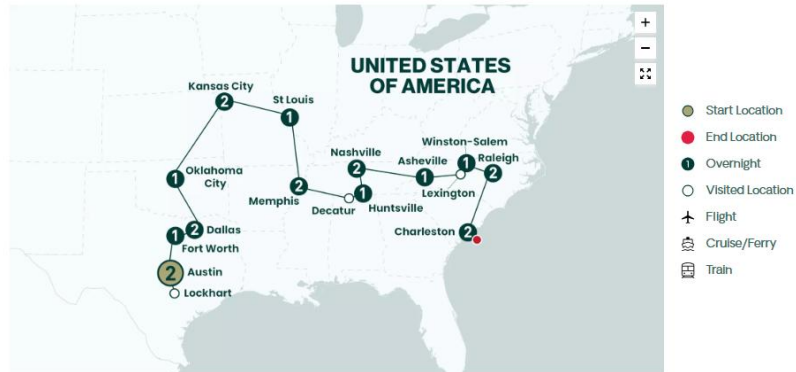 UNITED STATES
OF AMERICA
Kansas City
2
St Louis
1
Winston-Salem
Nashville
2
Asheville
1
1
Raleigh
2
1
Oklahoma
City
Memphis
2
Decatur
1
Huntsville
Lexington
2
Dallas
1
Fort Worth
Charleston
2
2
Austin
Lockhart
+
−
Start Location
End Location
1
Overnight
Visited Location
Flight
Cruise/Ferry
Train